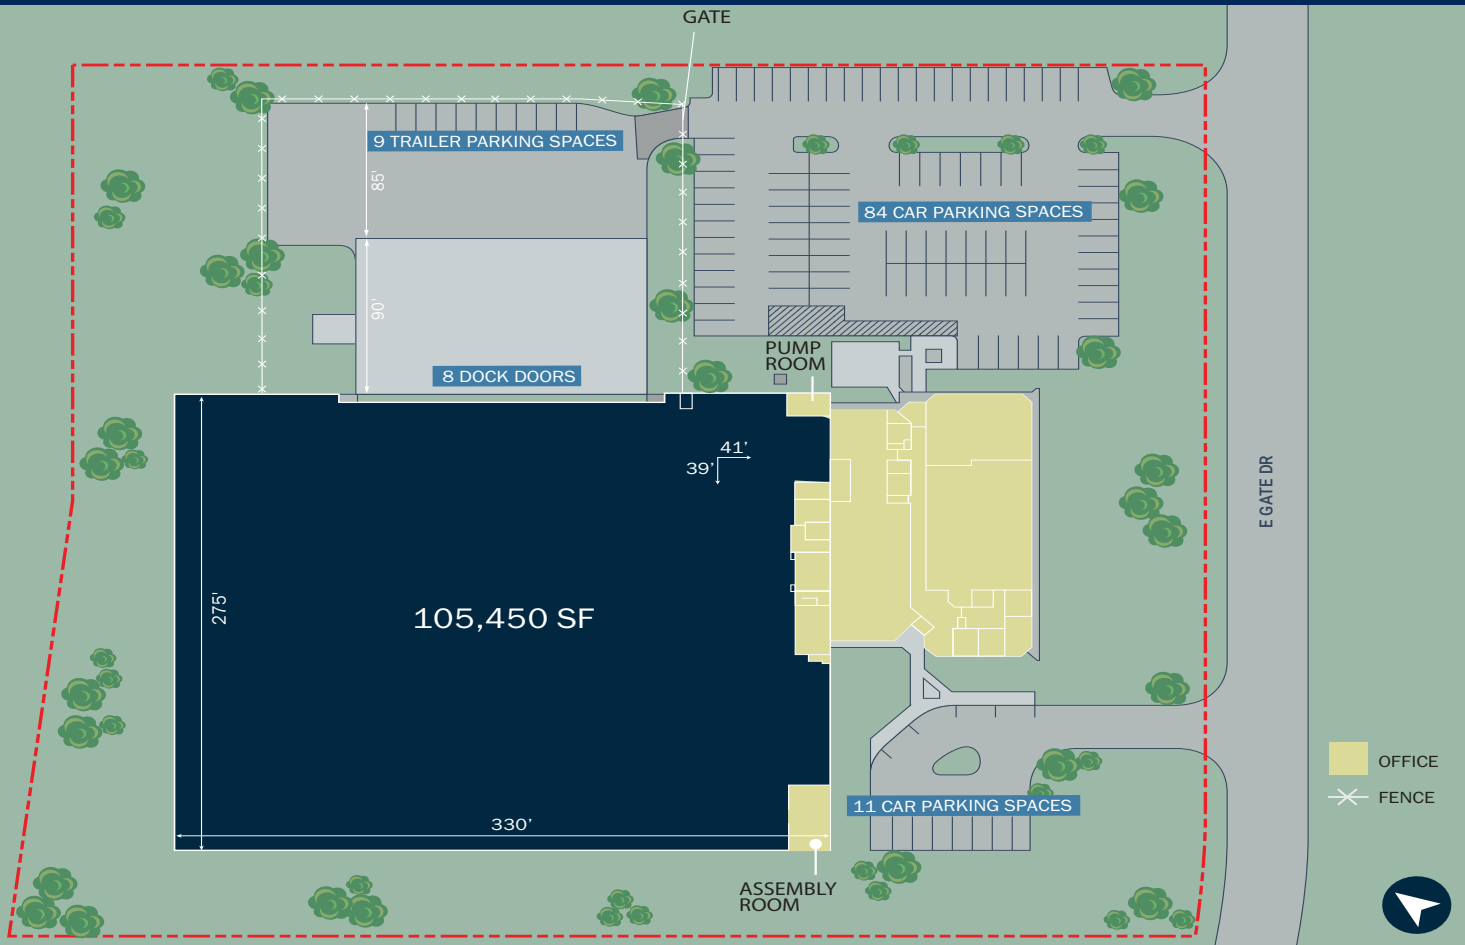 GATE
9 TRAILER PARKING SPACES
85'
84 CAR PARKING SPACES
90'
PUMP
ROOM
8 DOCK DOORS
41'
39'
E GATE DR
275'
105,450 SF
OFFICE
FENCE
11 CAR PARKING SPACES
330'
ASSEMBLY
ROOM